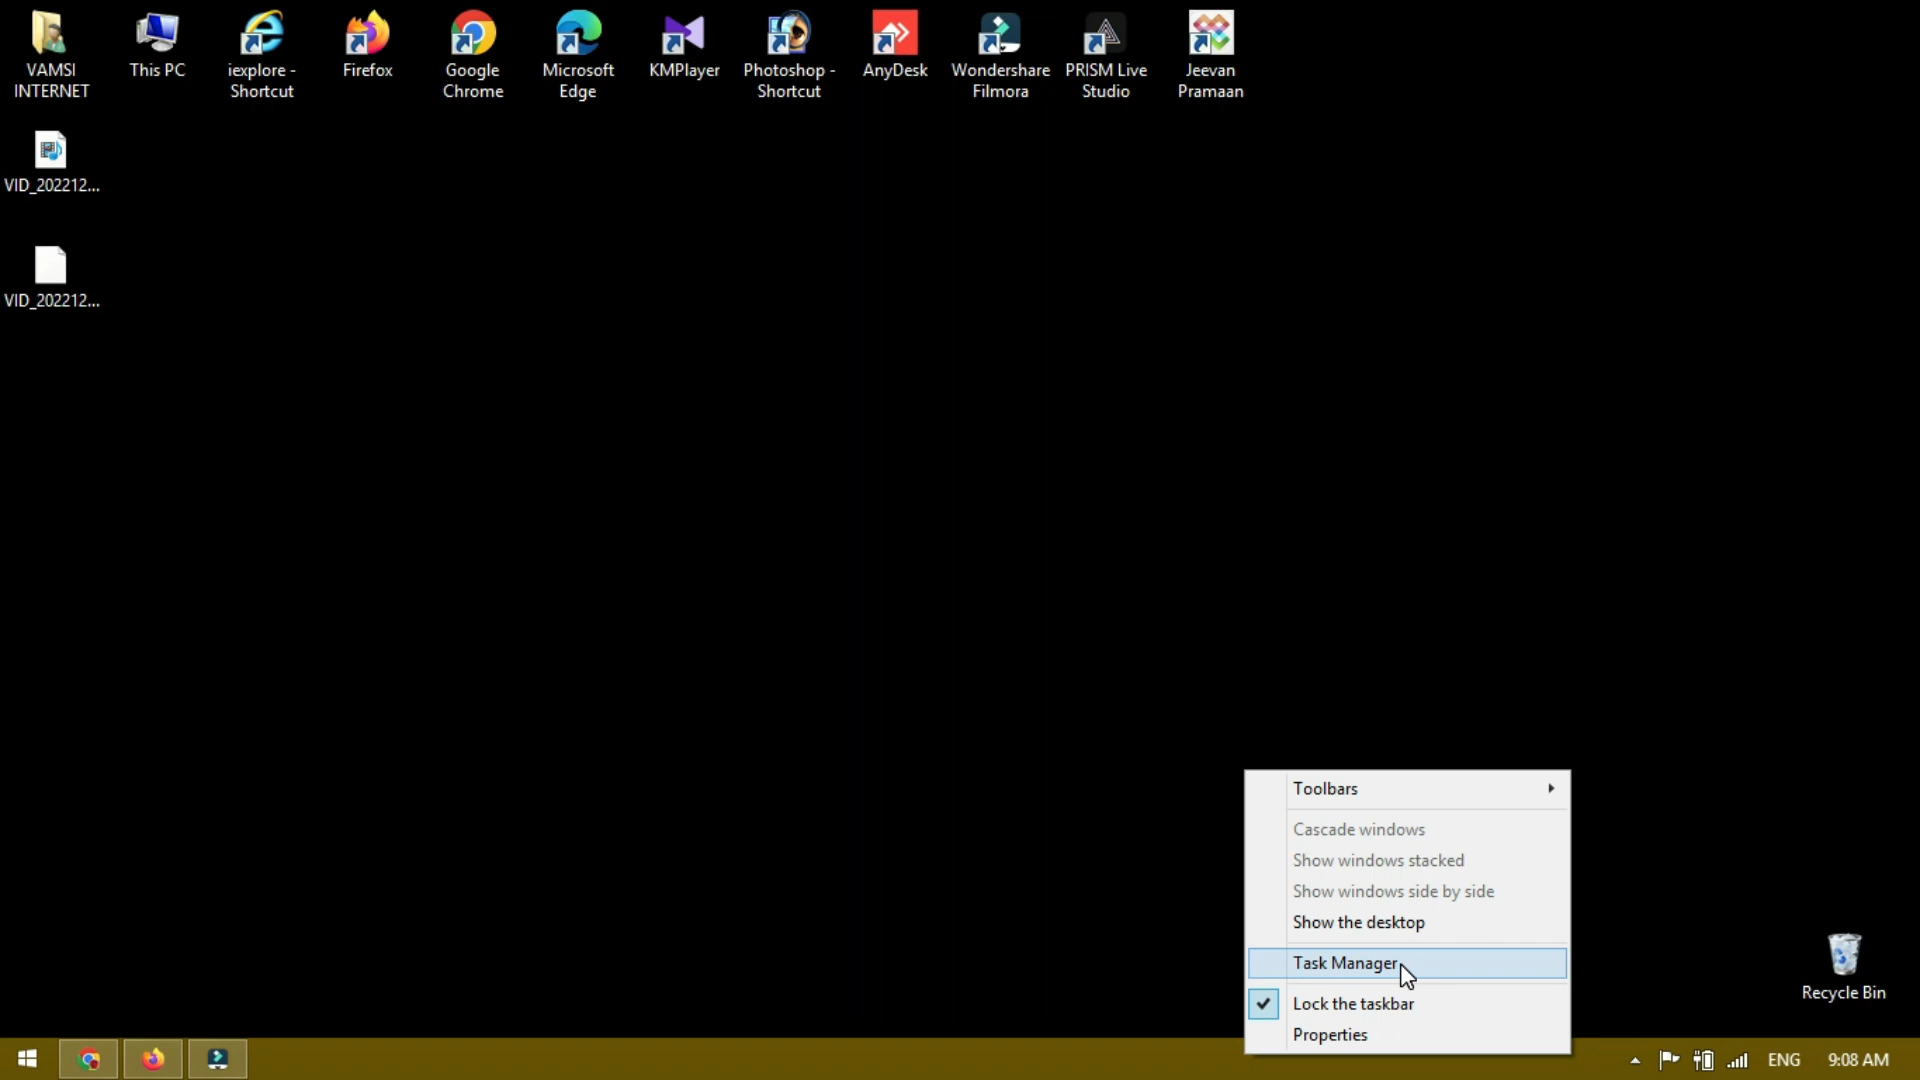 VAMSI
INTERNET
This PC
iexplore -
Shortcut
Firefox
Google
Chrome
Microsoft
Edge
KMPlayer
Photoshop -
Shortcut
AnyDesk
Wondershare
Filmora
PRISM Live
Studio
Jeevan
Pramaan
VID_202212...
VID_202212...
Toolbars
Cascade windows
Show windows stacked
Show windows side by side
Show the desktop
Task Manager
Lock the taskbar
Properties
Recycle Bin
ENG
9:08 AM